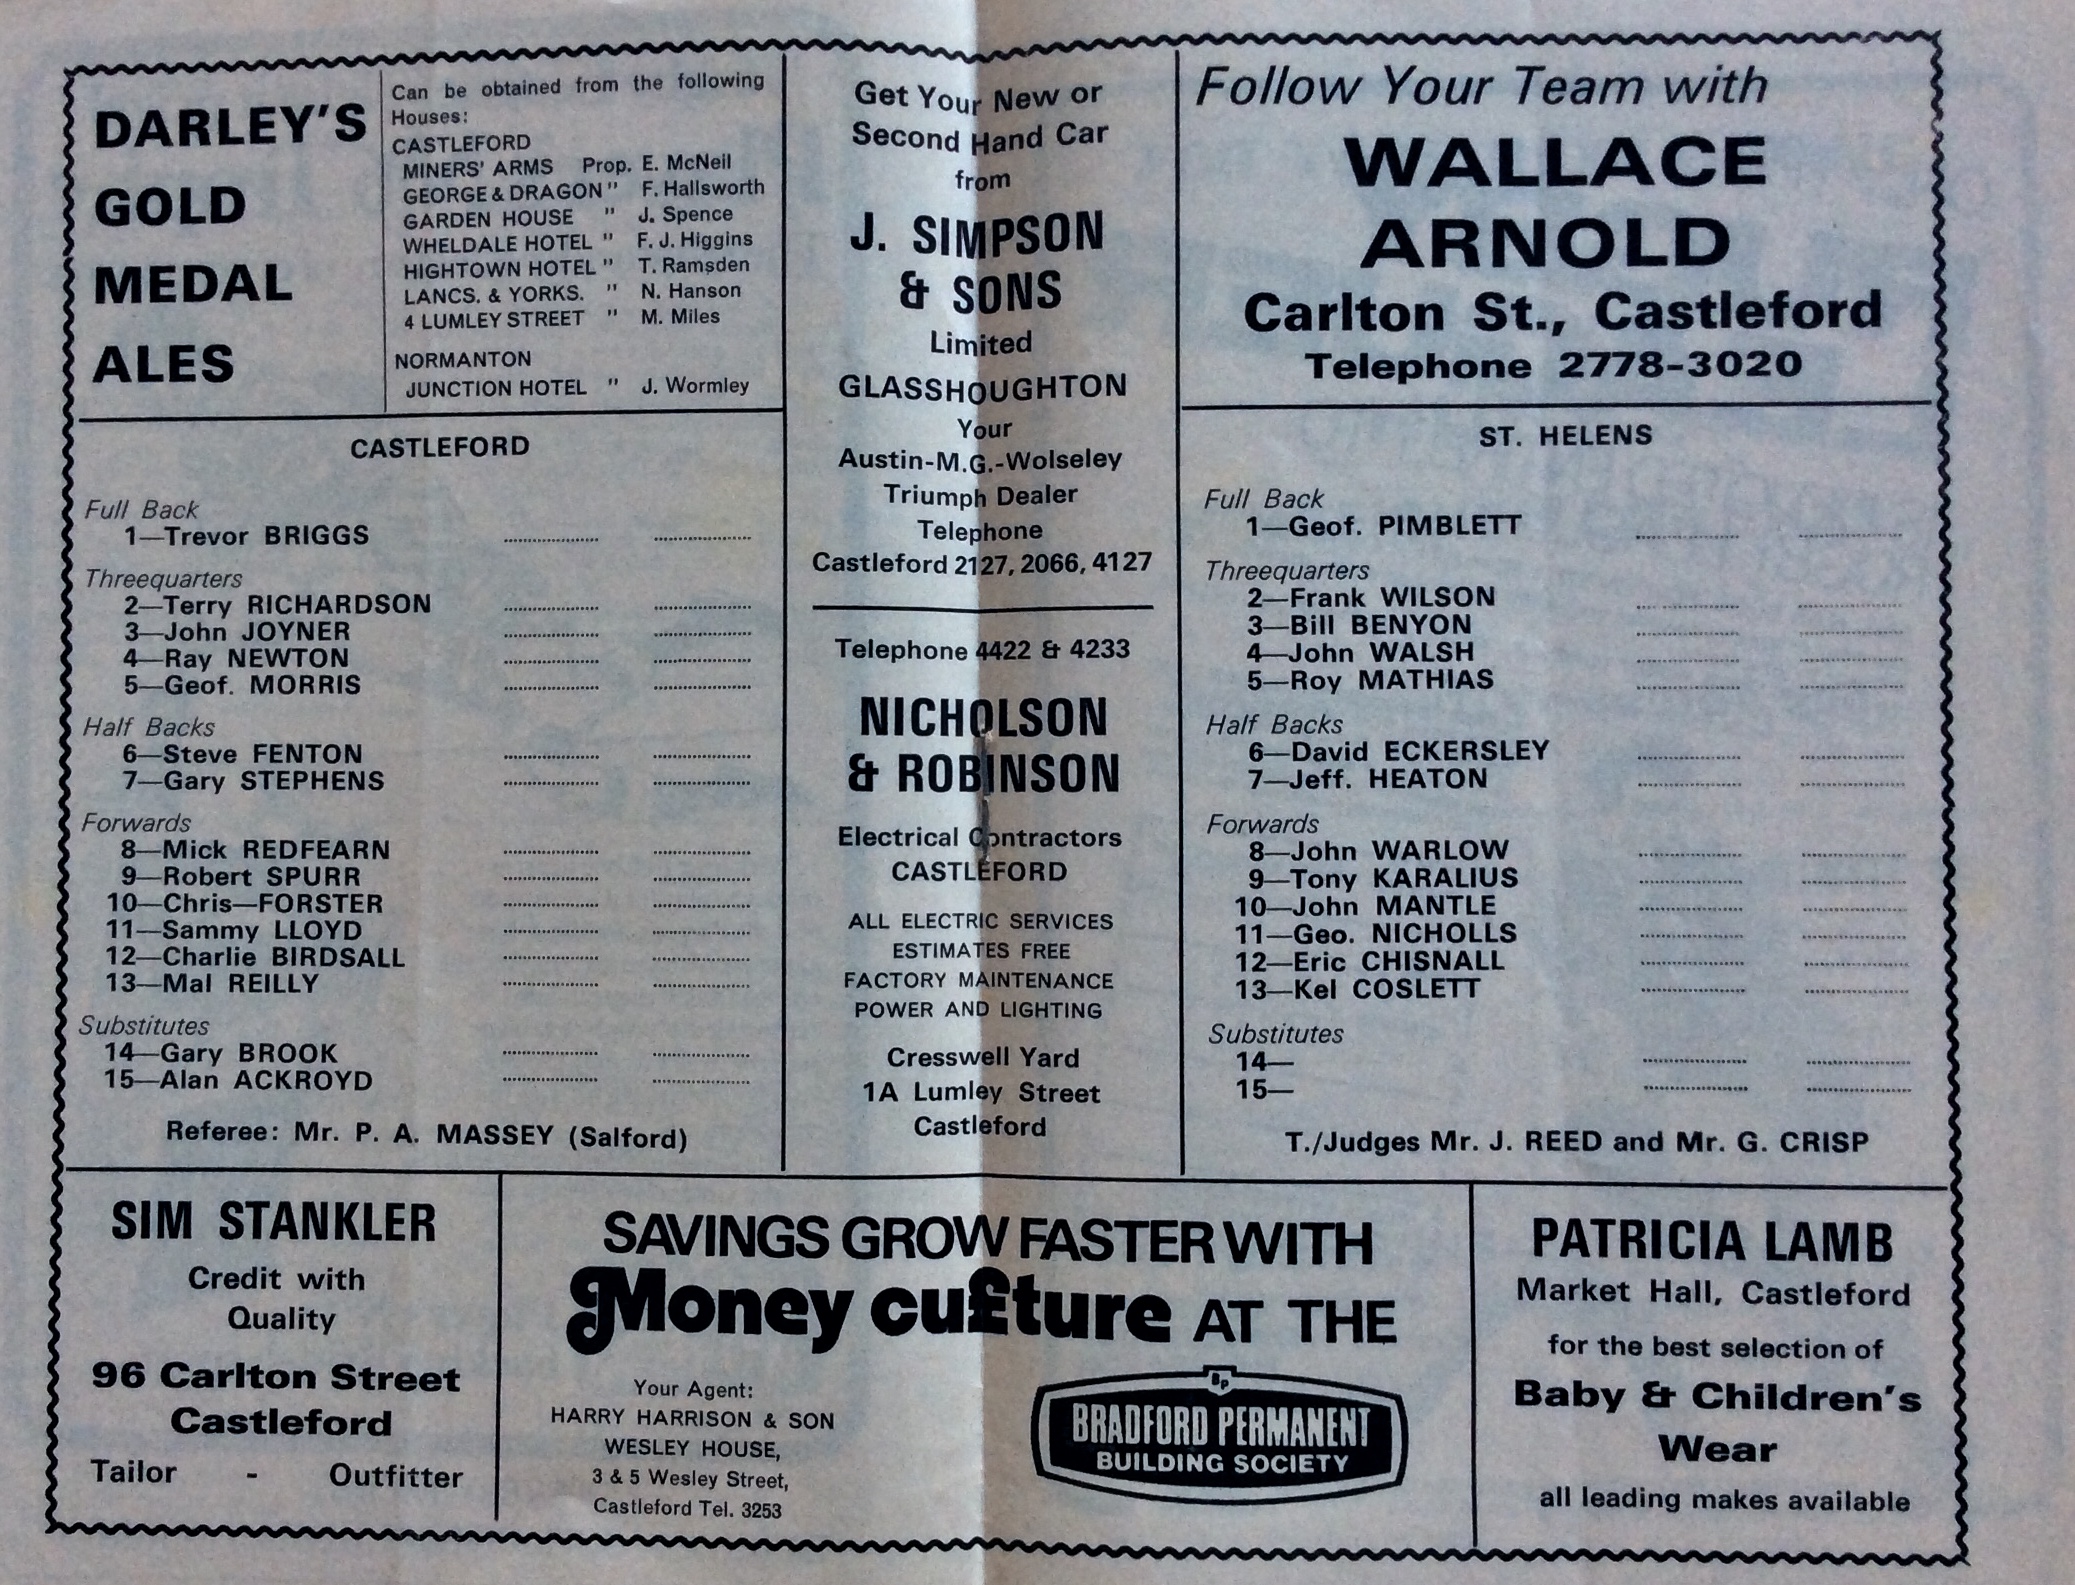 DARLEY'S
GOLD
MEDAL
ALES
Can be obtained from the following
Houses:
CASTLEFORD
MINERS' ARMS Prop. E. McNeil
GEORGE & DRAGON " F. Hallsworth
GARDEN HOUSE " J. Spence
WHELDALE HOTEL " F. J. Higgins
HIGHTOWN HOTEL " T. Ramsden
LANCS. & YORKS. " N. Hanson
4 LUMLEY STREET " M. Miles
NORMANTON
JUNCTION HOTEL " J. Wormley
CASTLEFORD
Full Back
1—Trevor BRIGGS
Threequarters
2—Terry RICHARDSON
3—John JOYNER
4—Ray NEWTON
5—Geof. MORRIS
Half Backs
6—Steve FENTON
7—Gary STEPHENS
Forwards
8—Mick REDFEARN
9—Robert SPURR
10—Chris—FORSTER
11—Sammy LLOYD
12—Charlie BIRDSALL
13—Mal REILLY
Substitutes
14—Gary BROOK
15—Alan ACKROYD
Referee: Mr. P. A. MASSEY (Salford)
Get Your New or
Second Hand Car
from
J. SIMPSON
& SONS
Limited
GLASSHOUGHTON
Your
Austin-M.G.-Wolseley
Triumph Dealer
Telephone
Castleford 2127, 2066, 4127
Telephone 4422 & 4233
NICHOLSON
& ROBINSON
Electrical Contractors
CASTLEFORD
ALL ELECTRIC SERVICES
ESTIMATES FREE
FACTORY MAINTENANCE
POWER AND LIGHTING
Cresswell Yard
1A Lumley Street
Castleford
Follow Your Team with
WALLACE
ARNOLD
Carlton St., Castleford
Telephone 2778-3020
ST. HELENS
Full Back
1—Geof. PIMBLETT
Threequarters
2—Frank WILSON
3—Bill BENYON
4—John WALSH
5—Roy MATHIAS
Half Backs
6—David ECKERSLEY
7—Jeff. HEATON
Forwards
8—John WARLOW
9—Tony KARALIUS
10—John MANTLE
11—Geo. NICHOLLS
12—Eric CHISNALL
13—Kel COSLETT
Substitutes
14—
15—
T./Judges Mr. J. REED and Mr. G. CRISP
SIM STANKLER
Credit with
Quality
96 Carlton Street
Castleford
Tailor - Outfitter
SAVINGS GROW FASTER WITH
Money cu£ture AT THE
Your Agent:
HARRY HARRISON & SON
WESLEY HOUSE,
3 & 5 Wesley Street,
Castleford Tel. 3253
BP
BRADFORD PERMANENT
BUILDING SOCIETY
PATRICIA LAMB
Market Hall, Castleford
for the best selection of
Baby & Children's
Wear
all leading makes available